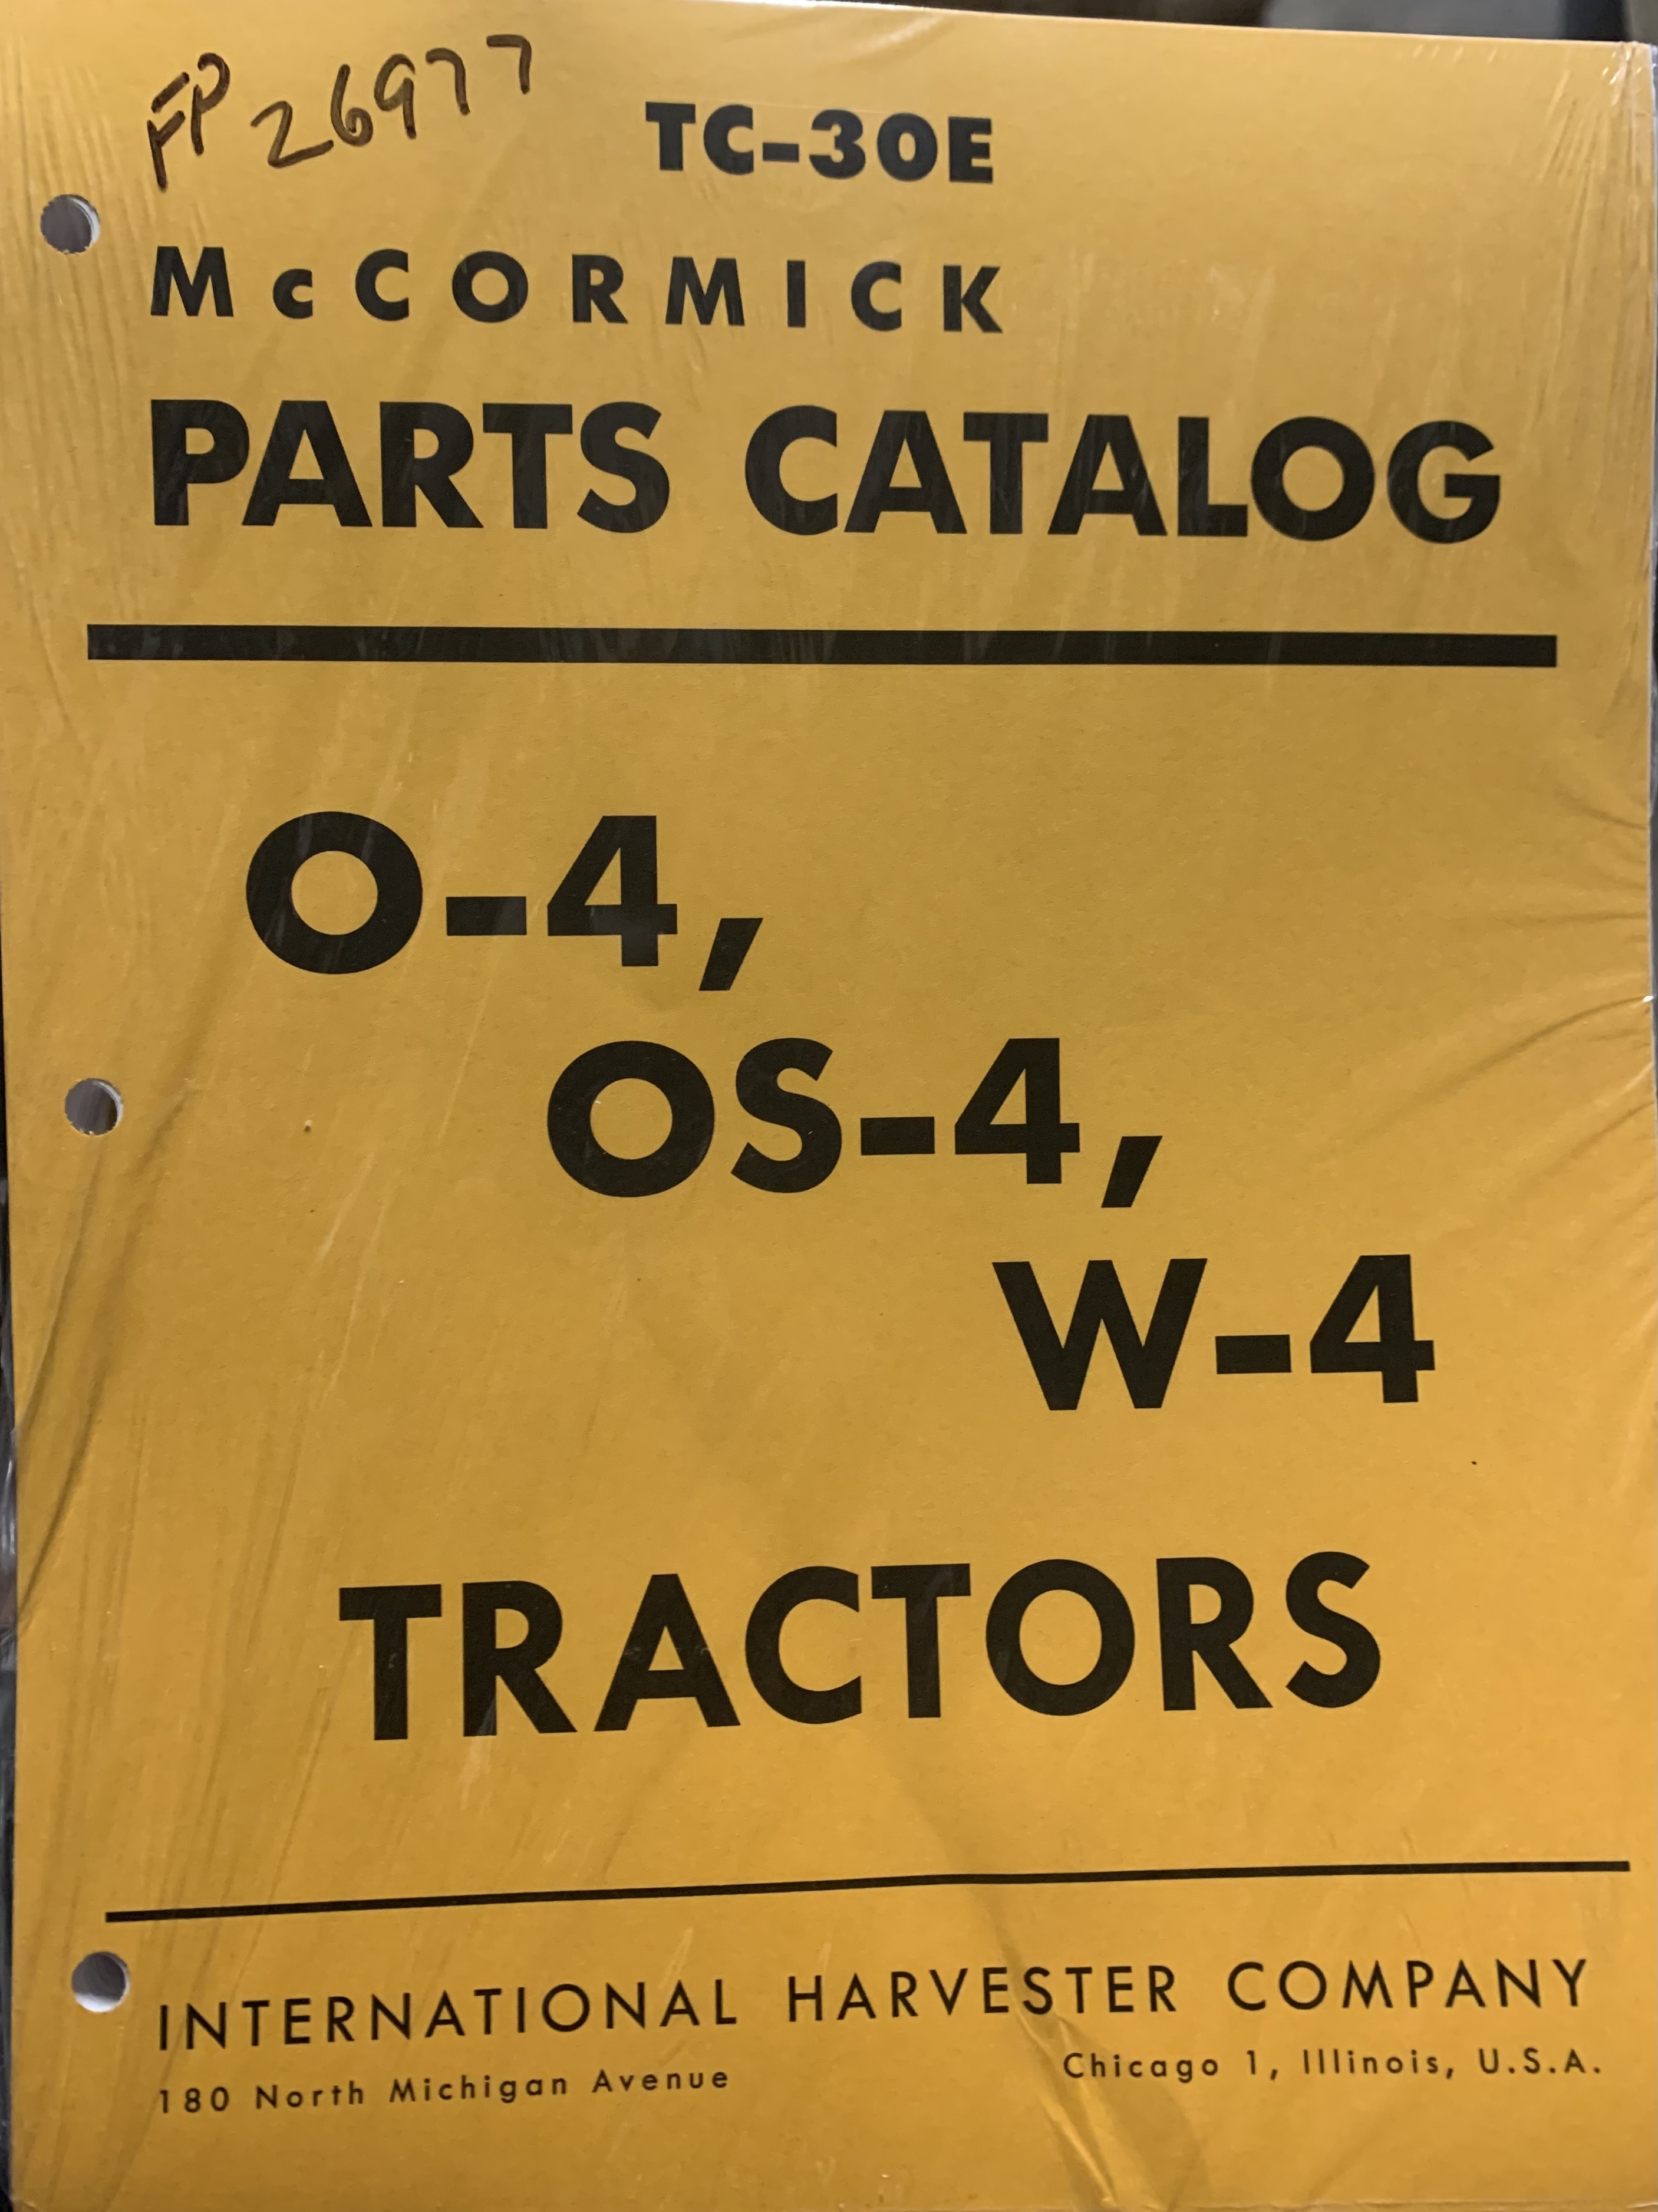 FP 26977
TC-30E
McCORMICK
PARTS CATALOG
O-4,
OS-4,
W-4
TRACTORS
INTERNATIONAL HARVESTER COMPANY
180 North Michigan Avenue
Chicago 1, Illinois, U.S.A.